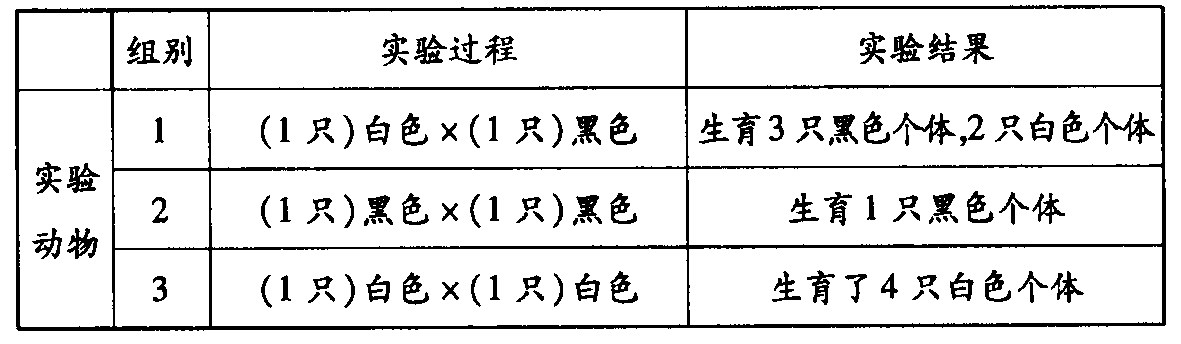 组别 实验过程 实验结果
实验动物
1 (1只)白色×(1只)黑色 生育3只黑色个体,2只白色个体
2 (1只)黑色×(1只)黑色 生育1只黑色个体
3 (1只)白色×(1只)白色 生育了4只白色个体